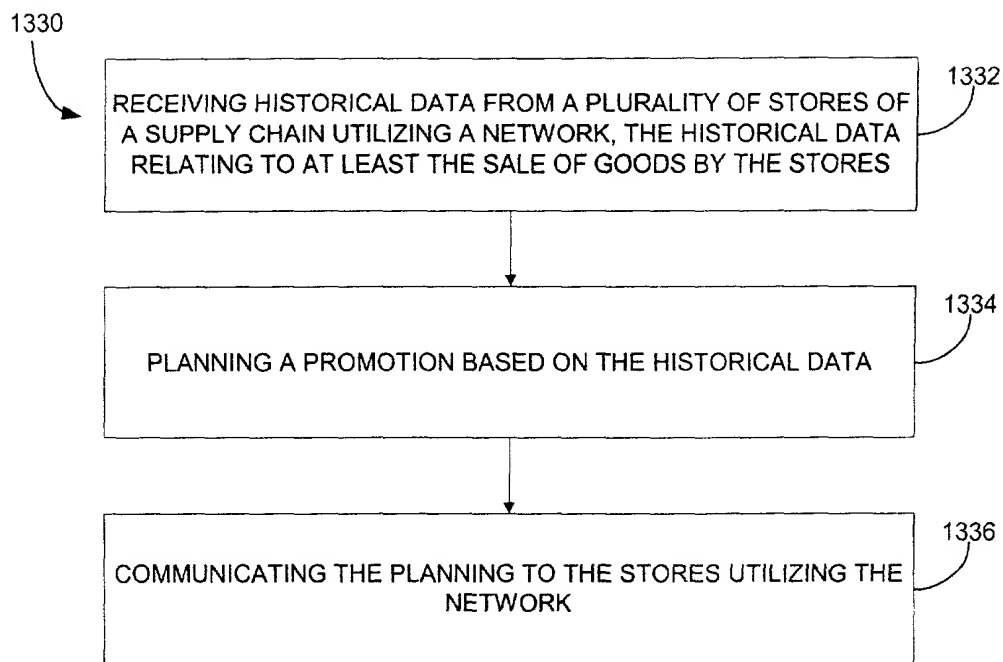 1330
1332
RECEIVING HISTORICAL DATA FROM A PLURALITY OF STORES OF
A SUPPLY CHAIN UTILIZING A NETWORK, THE HISTORICAL DATA
RELATING TO AT LEAST THE SALE OF GOODS BY THE STORES
1334
PLANNING A PROMOTION BASED ON THE HISTORICAL DATA
1336
COMMUNICATING THE PLANNING TO THE STORES UTILIZING THE
NETWORK